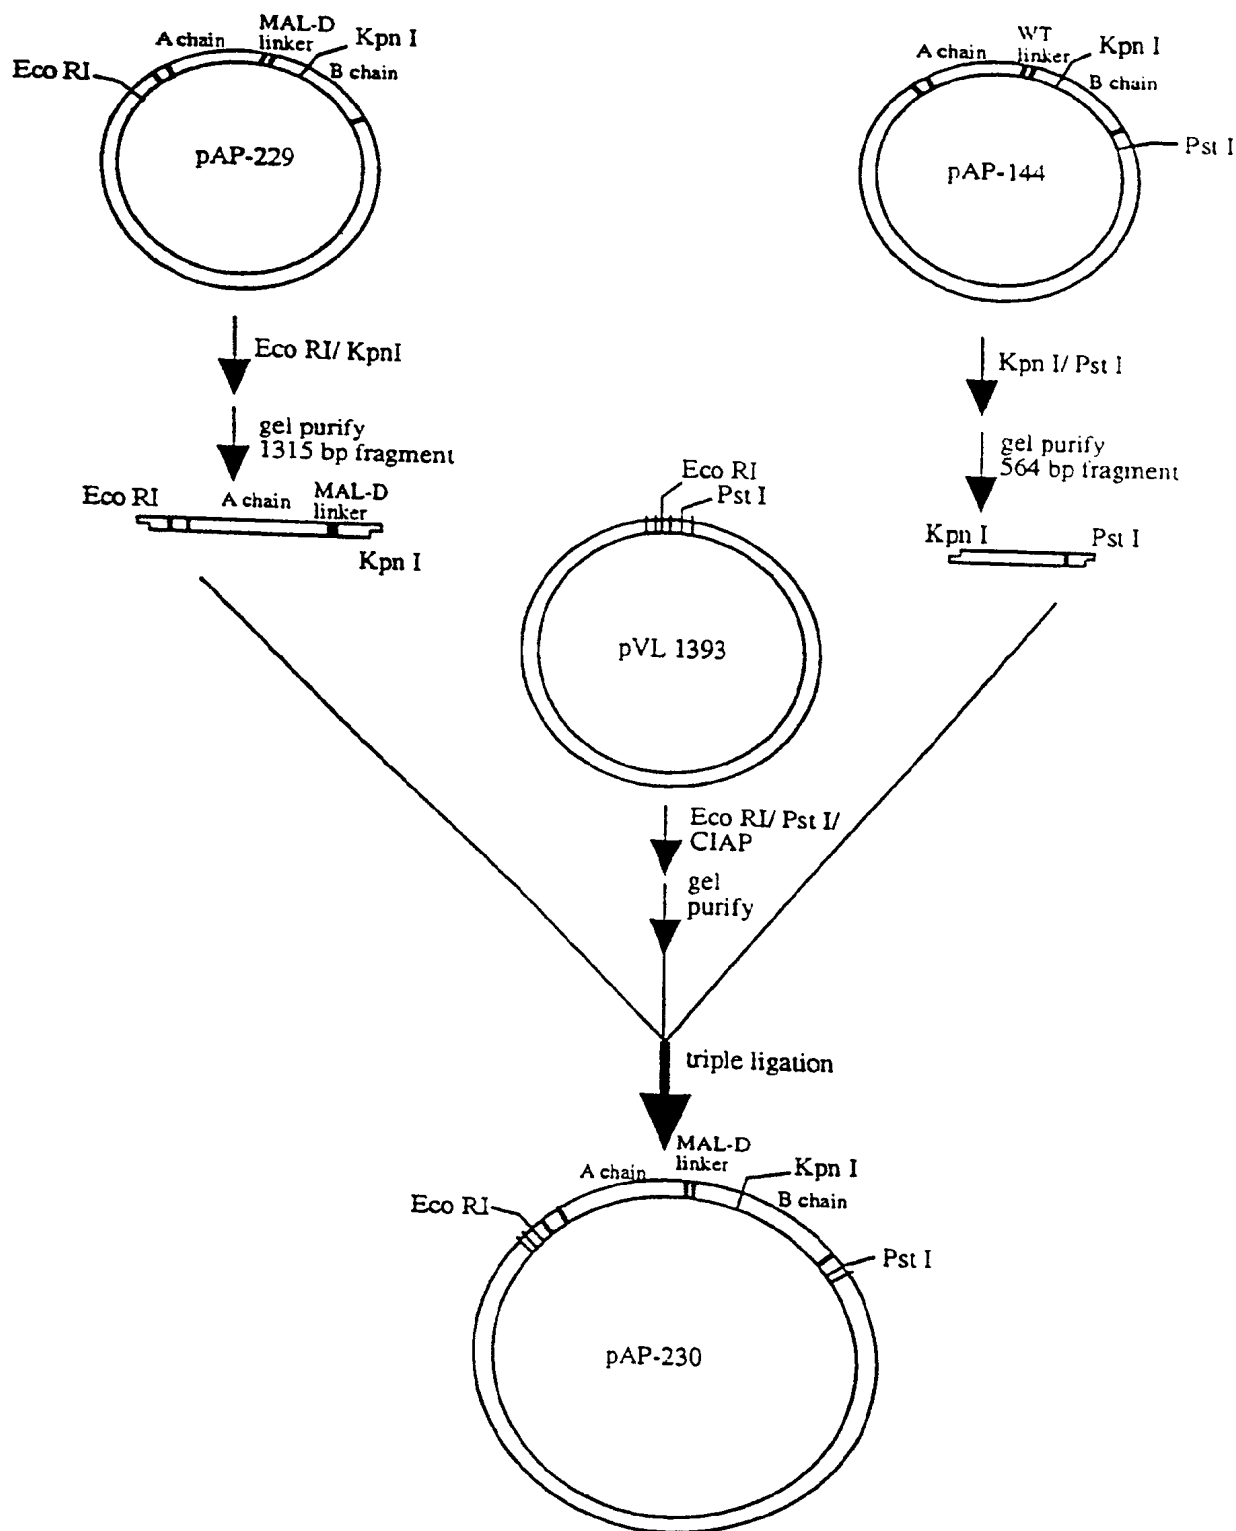 MAL-D
linker
A chain
Kpn I
B chain
Eco RI
pAP-229
WT
linker
A chain
Kpn I
B chain
Pst I
pAP-144
Eco RI/ KpnI
gel purify
1315 bp fragment
Eco RI
A chain
MAL-D
linker
Kpn I
Kpn I/ Pst I
gel purify
564 bp fragment
Kpn I
Pst I
Eco RI
Pst I
pVL 1393
Eco RI/ Pst I/
CIAP
gel
purify
triple ligation
MAL-D
linker
A chain
Kpn I
B chain
Eco RI
Pst I
pAP-230